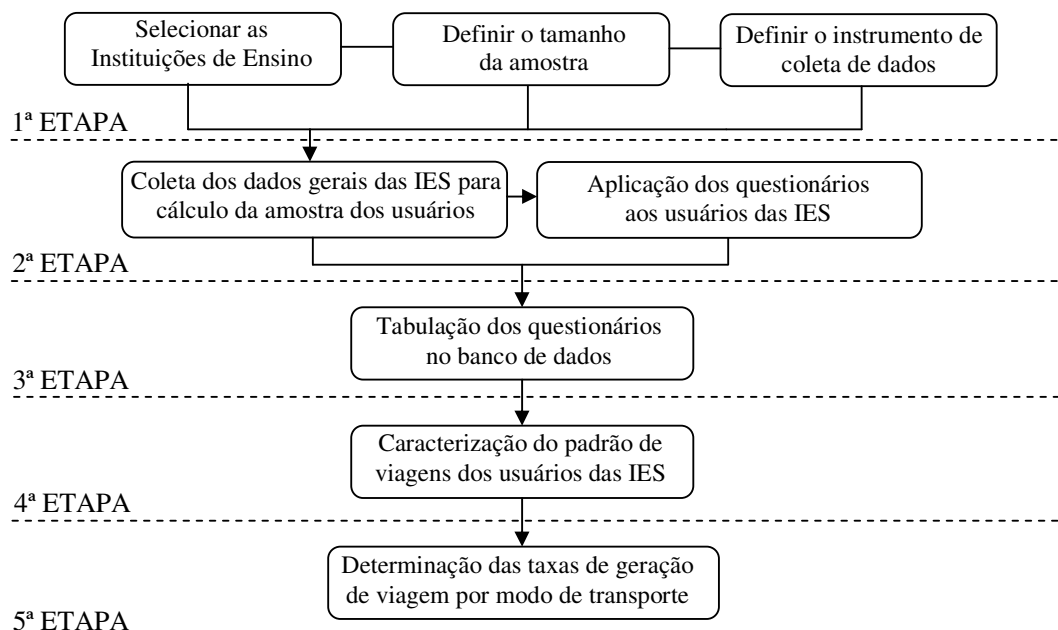 Selecionar as
Instituições de Ensino
Definir o tamanho
da amostra
Definir o instrumento de
coleta de dados
1ª ETAPA
Coleta dos dados gerais das IES para
cálculo da amostra dos usuários
Aplicação dos questionários
aos usuários das IES
2ª ETAPA
Tabulação dos questionários
no banco de dados
3ª ETAPA
Caracterização do padrão de
viagens dos usuários das IES
4ª ETAPA
Determinação das taxas de geração
de viagem por modo de transporte
5ª ETAPA